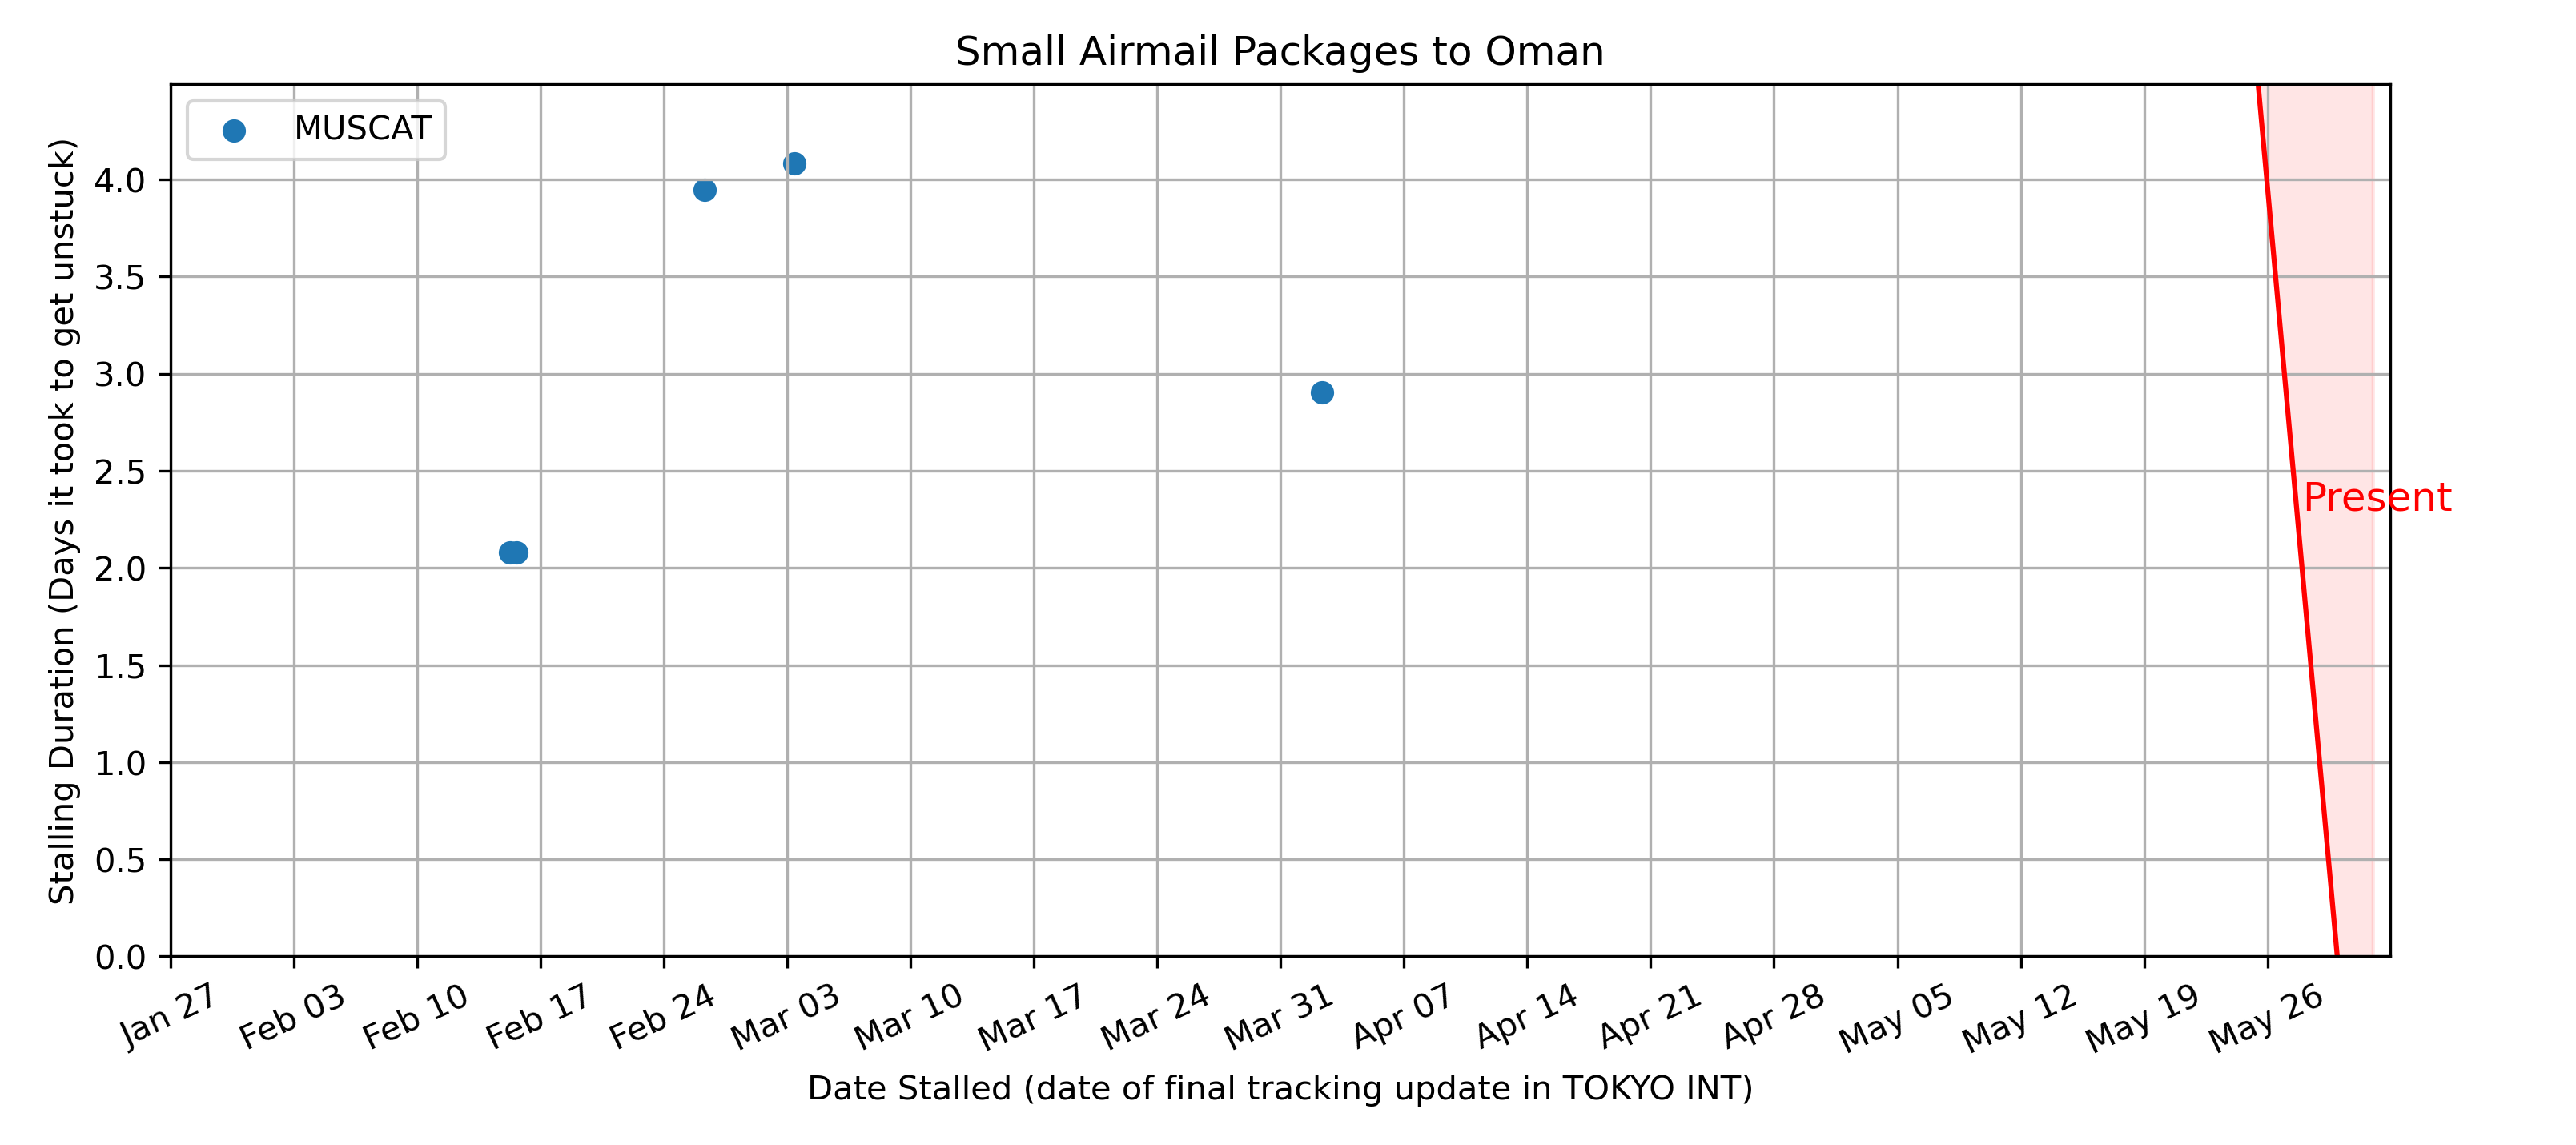 Small Airmail Packages to Oman
MUSCAT
Stalling Duration (Days it took to get unstuck)
4.0
3.5
3.0
2.5
2.0
1.5
1.0
0.5
0.0
Present
Jan 27 Feb 03 Feb 10 Feb 17 Feb 24 Mar 03 Mar 10 Mar 17 Mar 24 Mar 31 Apr 07 Apr 14 Apr 21 Apr 28 May 05 May 12 May 19 May 26
Date Stalled (date of final tracking update in TOKYO INT)